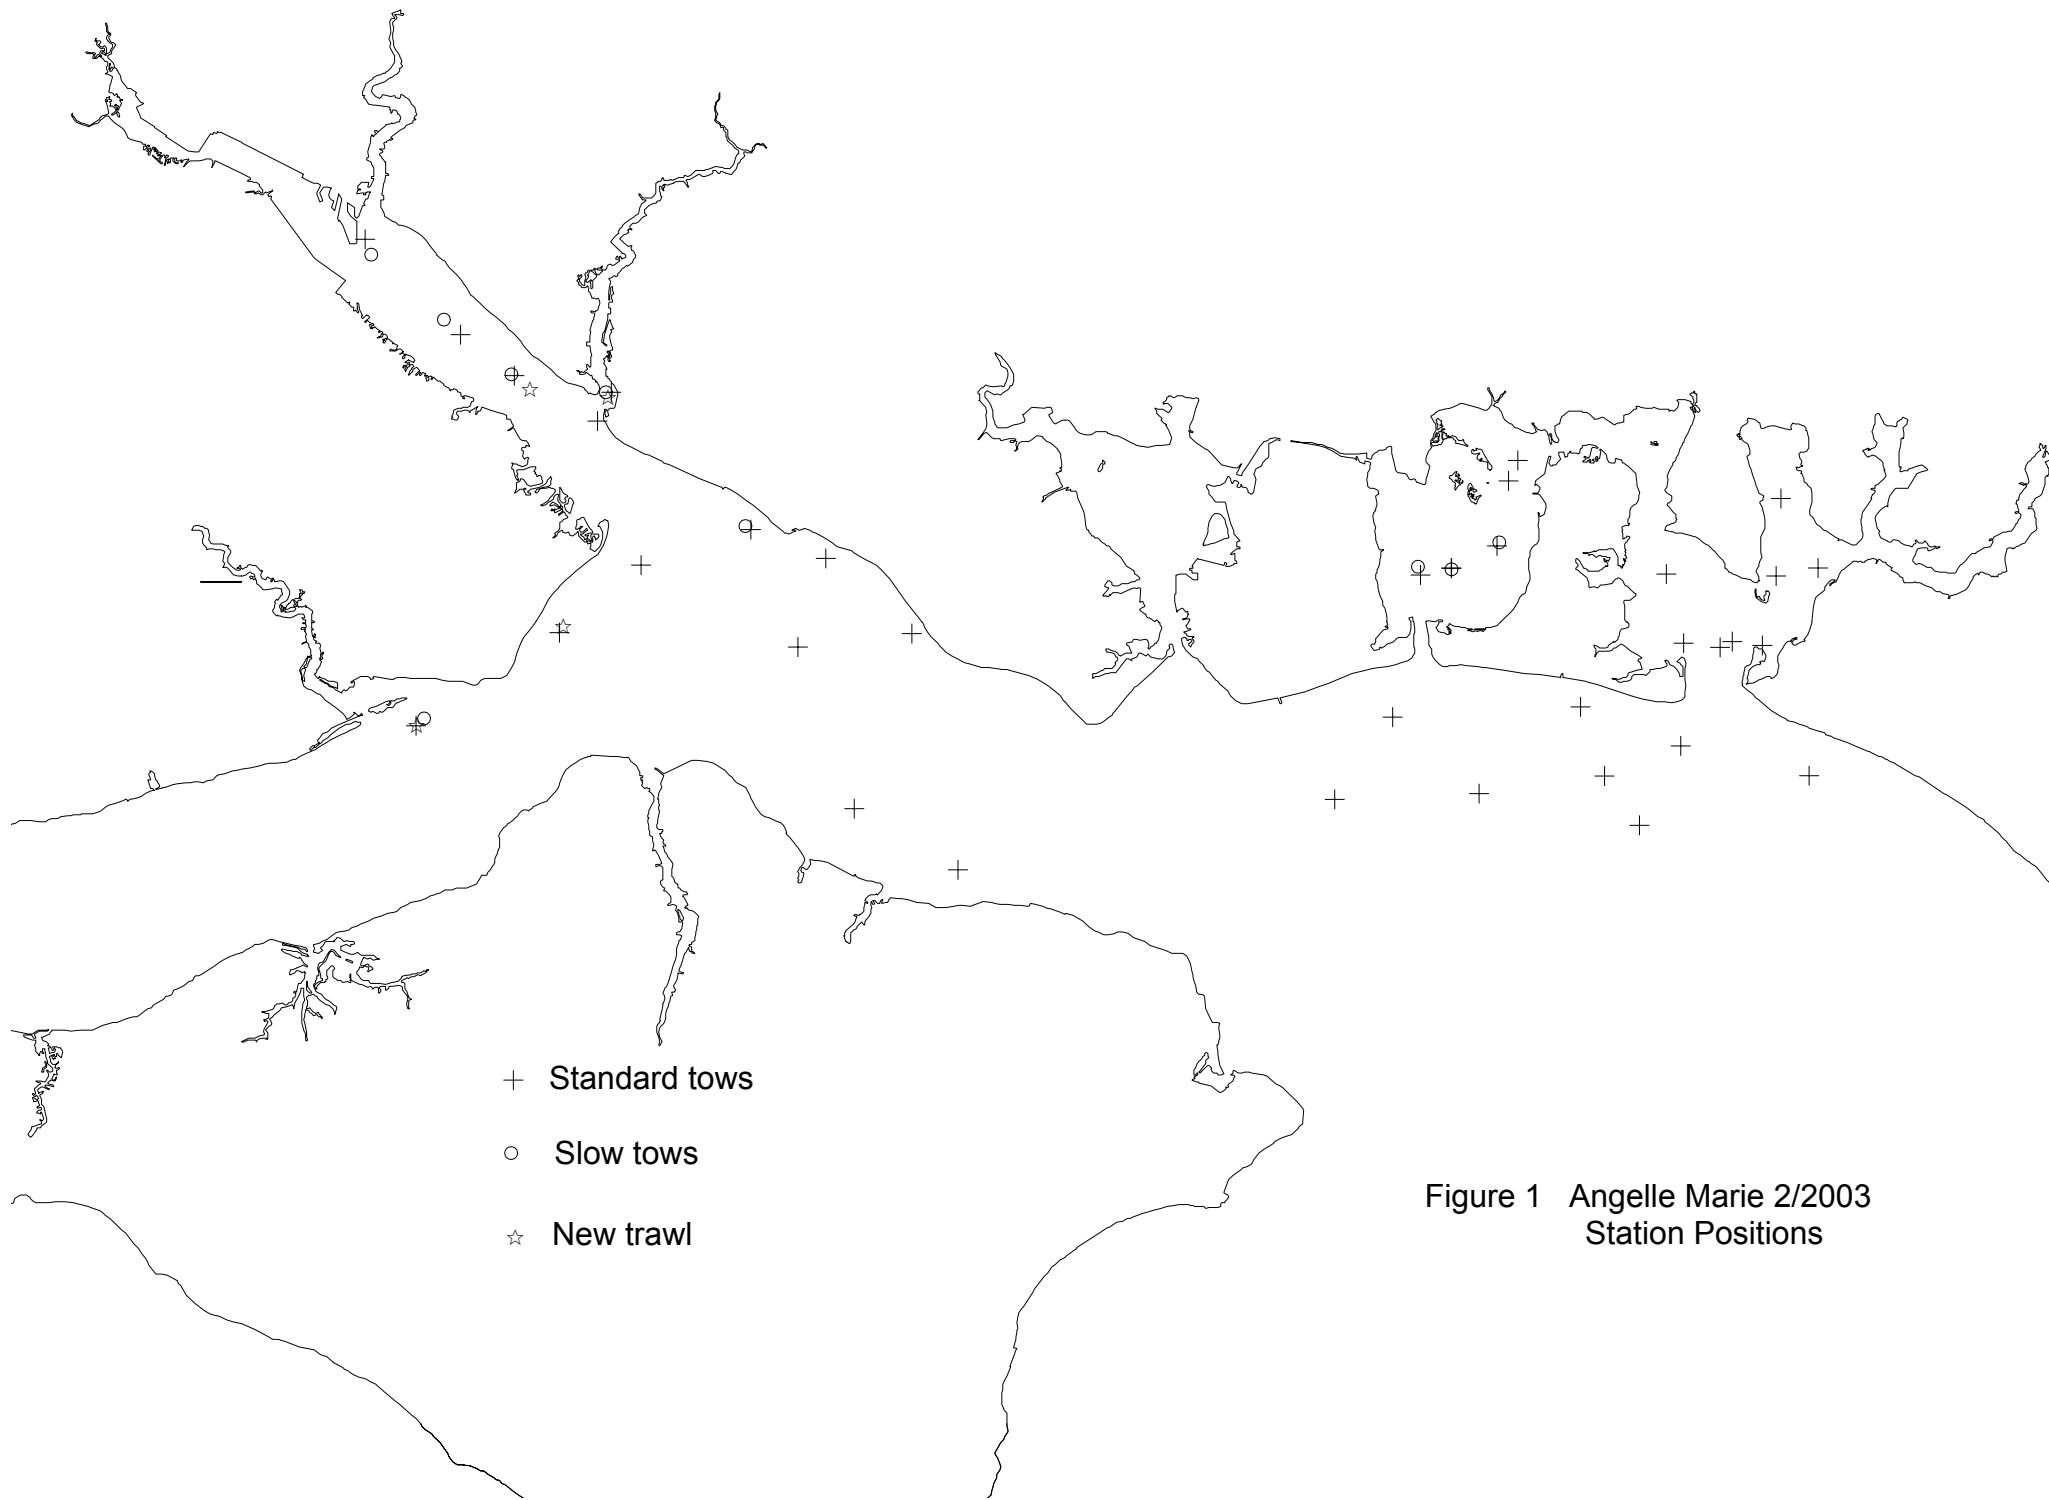 Standard tows
Slow tows
New trawl
Figure 1 Angelle Marie 2/2003
Station Positions